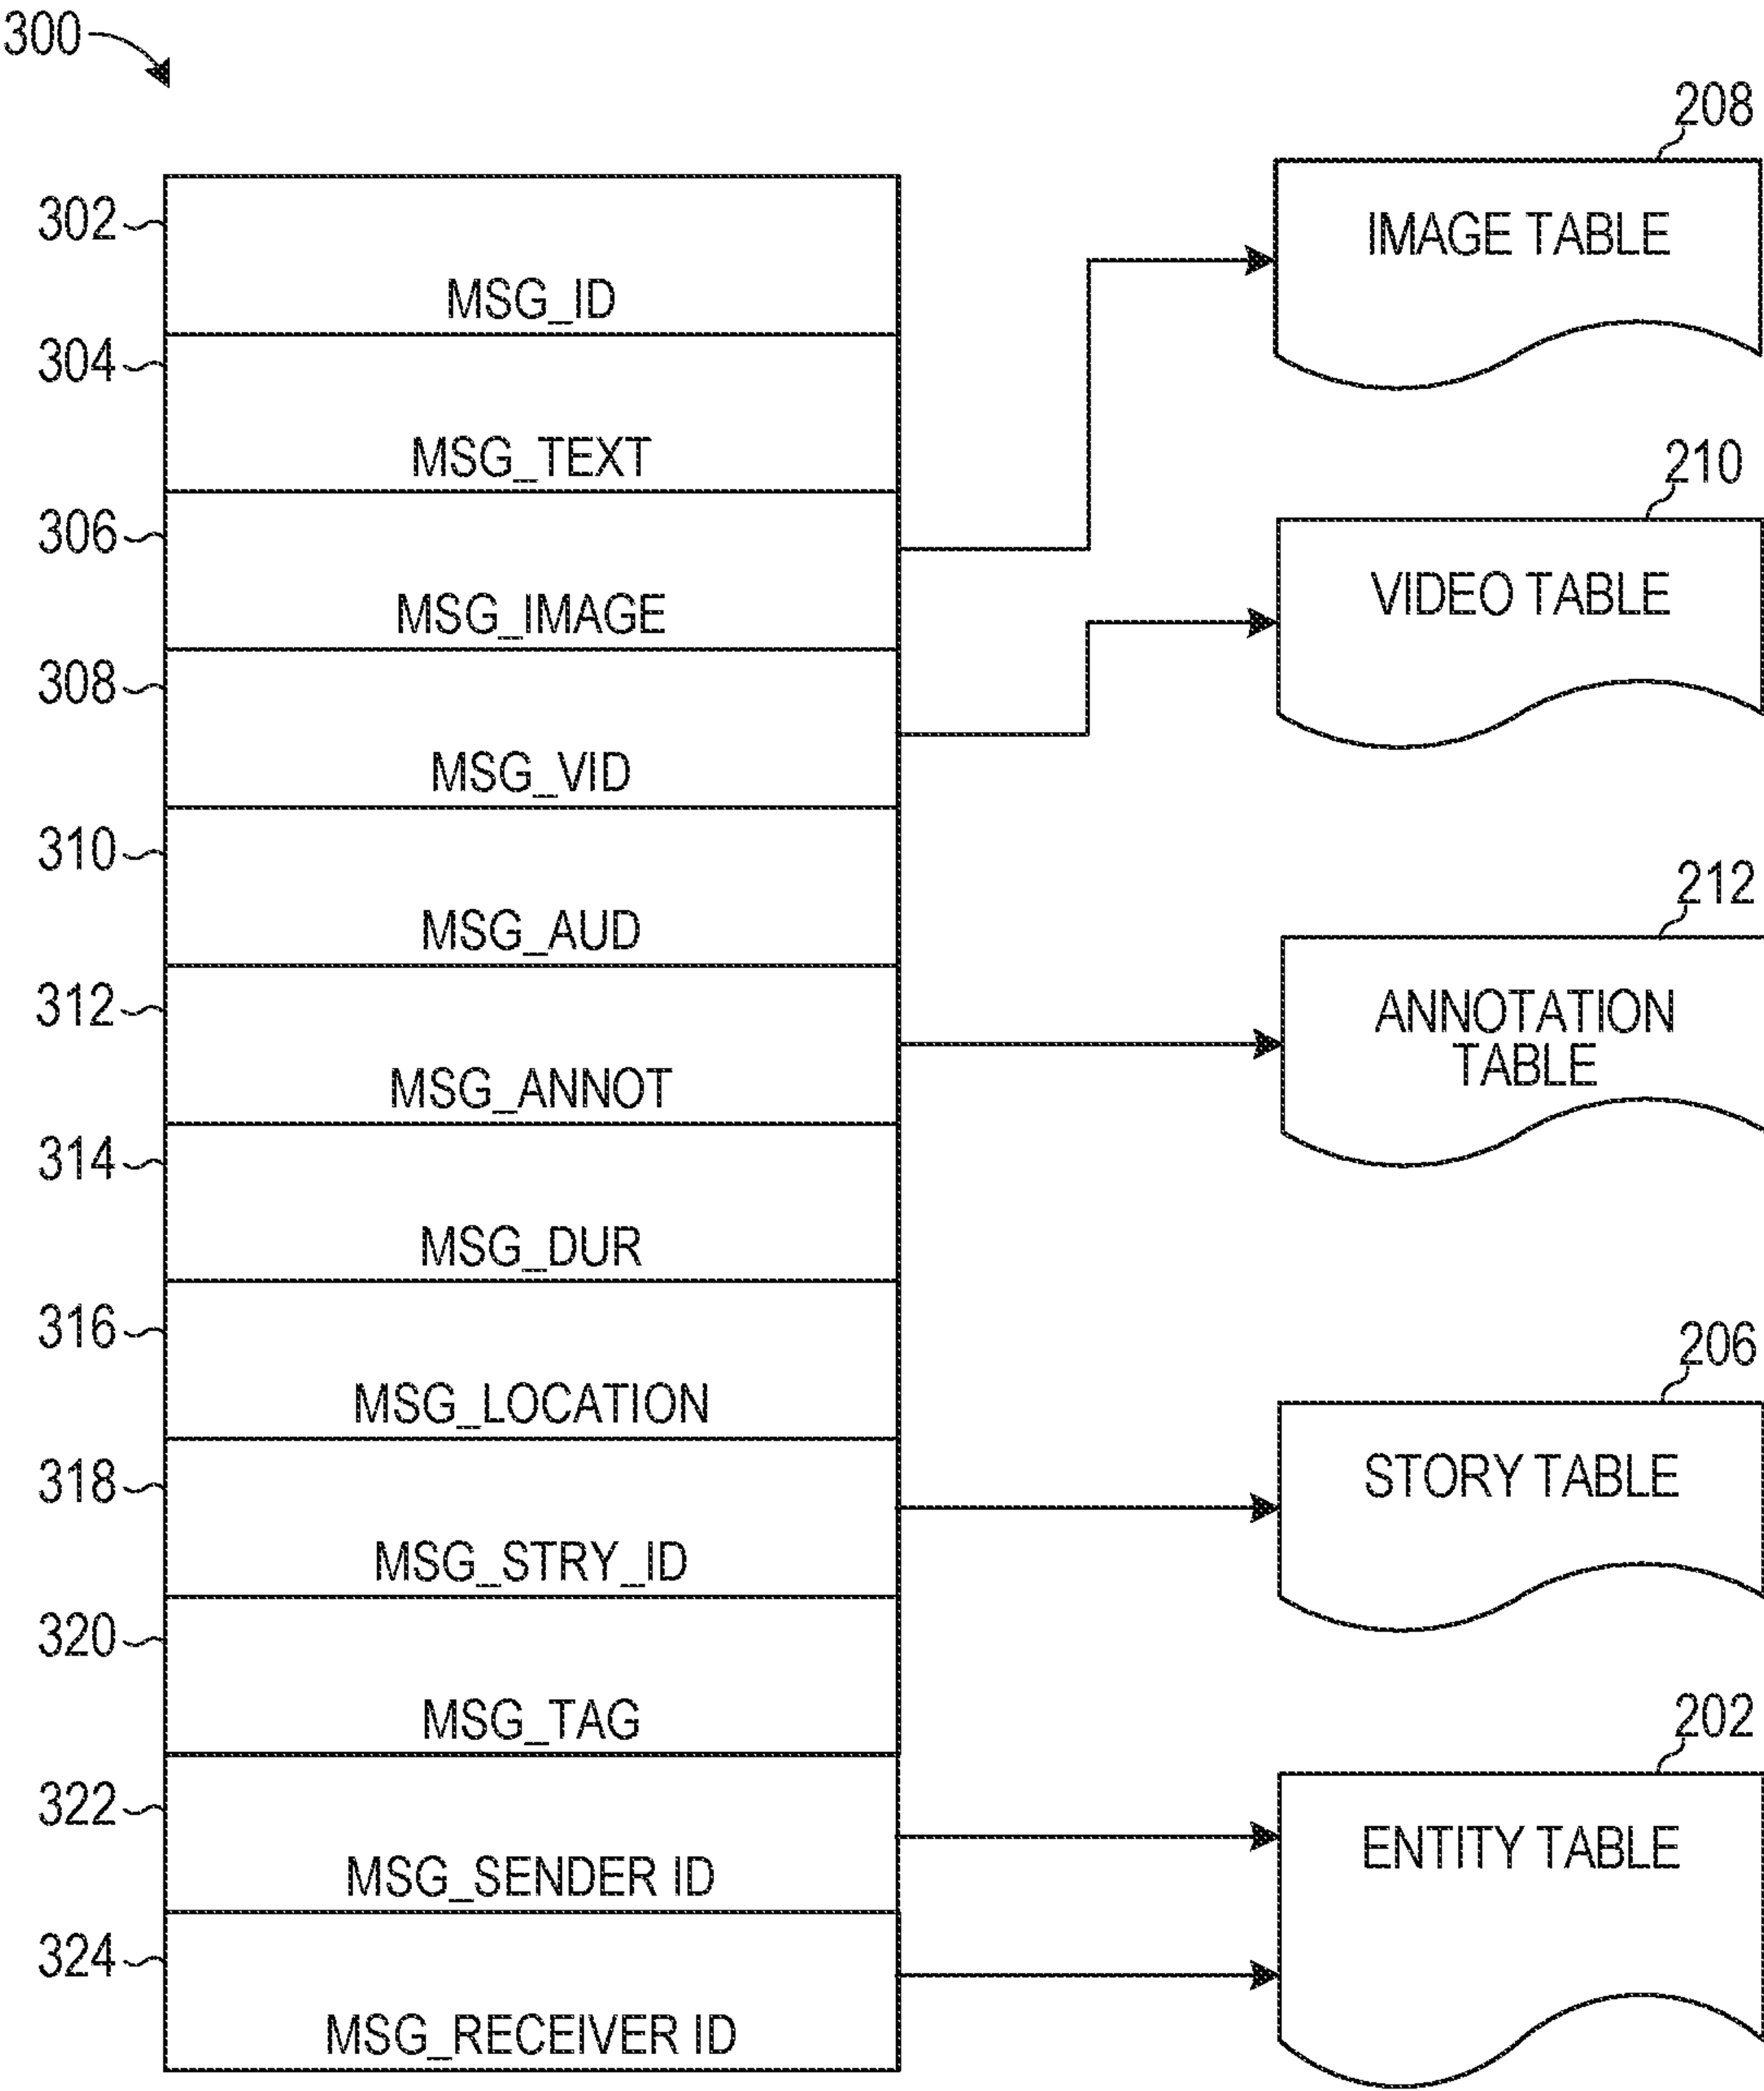 300
208
302
IMAGE TABLE
MSG_ID
304
MSG_TEXT
210
306
VIDEO TABLE
MSG_IMAGE
308
MSG_VID
310
212
MSG_AUD
312
ANNOTATION
TABLE
MSG_ANNOT
314
MSG_DUR
316
206
MSG_LOCATION
318
STORY TABLE
MSG_STRY_ID
320
MSG_TAG
202
322
ENTITY TABLE
MSG_SENDER ID
324
MSG_RECEIVER ID